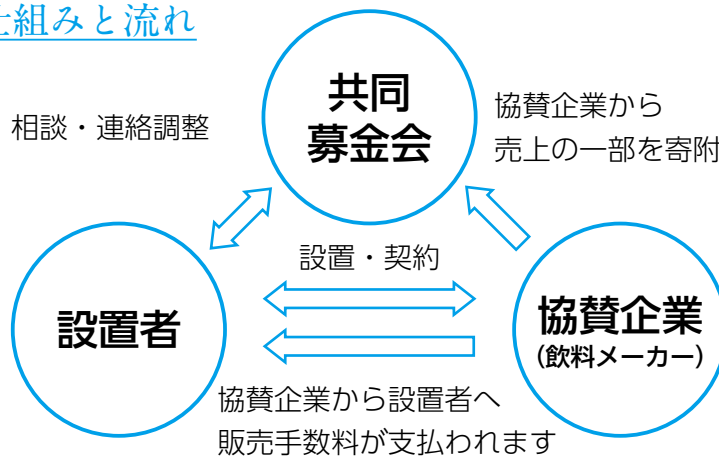 仕組みと流れ
共同
募金会
相談・連絡調整
協賛企業から
売上の一部を寄附
設置・契約
設置者
協賛企業
(飲料メーカー)
協賛企業から設置者へ
販売手数料が支払われます